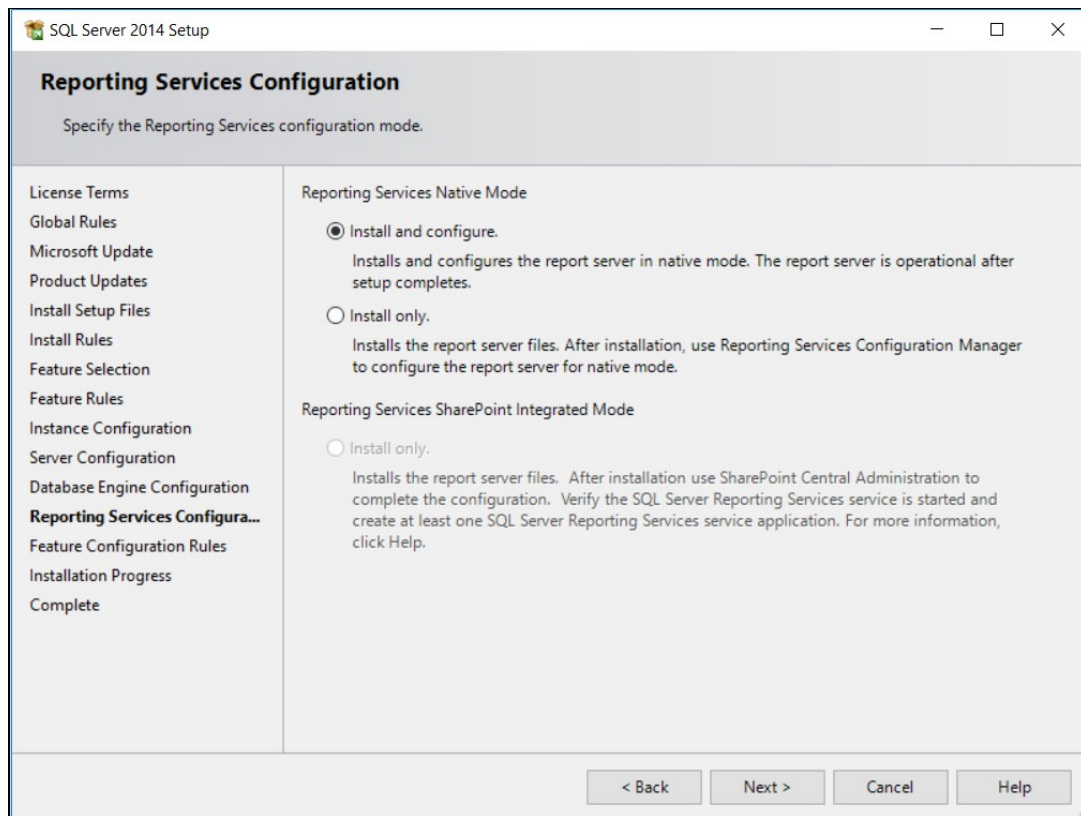 SQL Server 2014 Setup
Reporting Services Configuration
Specify the Reporting Services configuration mode.
License Terms
Global Rules
Microsoft Update
Product Updates
Install Setup Files
Install Rules
Feature Selection
Feature Rules
Instance Configuration
Server Configuration
Database Engine Configuration
Reporting Services Configura...
Feature Configuration Rules
Installation Progress
Complete
Reporting Services Native Mode
Install and configure.
Installs and configures the report server in native mode. The report server is operational after
setup completes.
Install only.
Installs the report server files. After installation, use Reporting Services Configuration Manager
to configure the report server for native mode.
Reporting Services SharePoint Integrated Mode
Install only.
Installs the report server files.  After installation use SharePoint Central Administration to
complete the configuration.  Verify the SQL Server Reporting Services service is started and
create at least one SQL Server Reporting Services service application. For more information,
click Help.
< Back
Next >
Cancel
Help